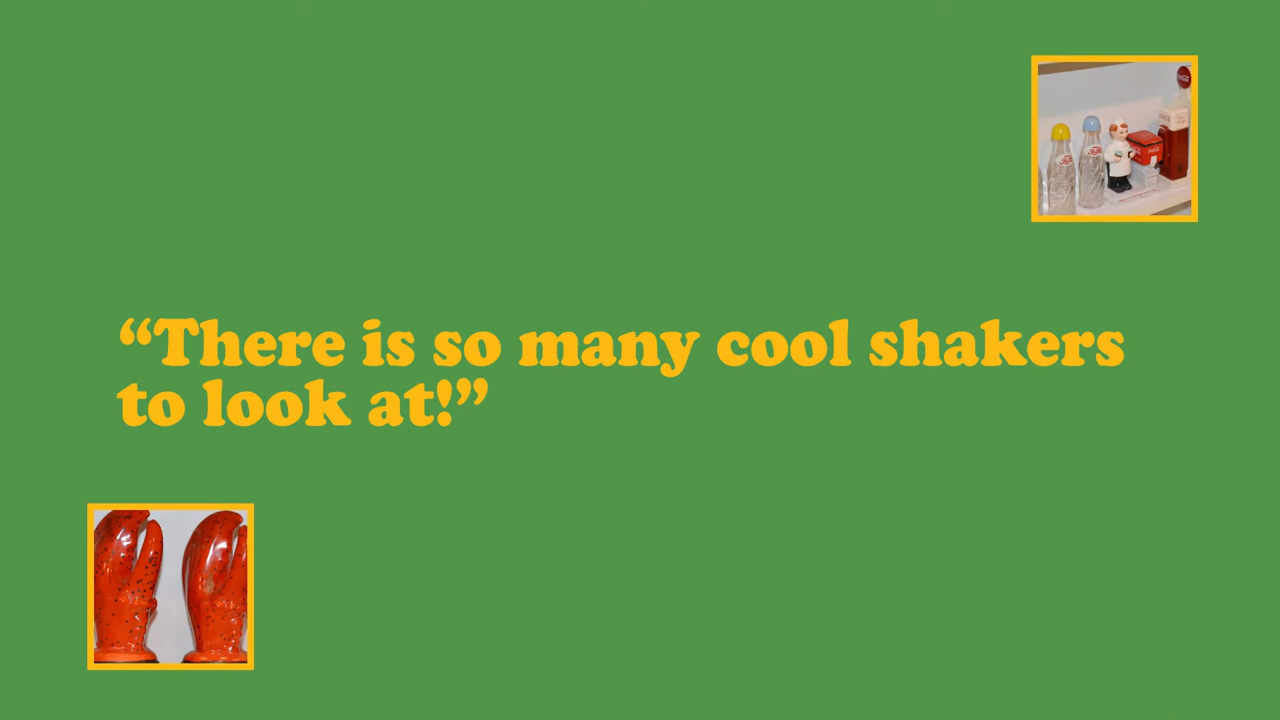 “There is so many cool shakers
to look at!”